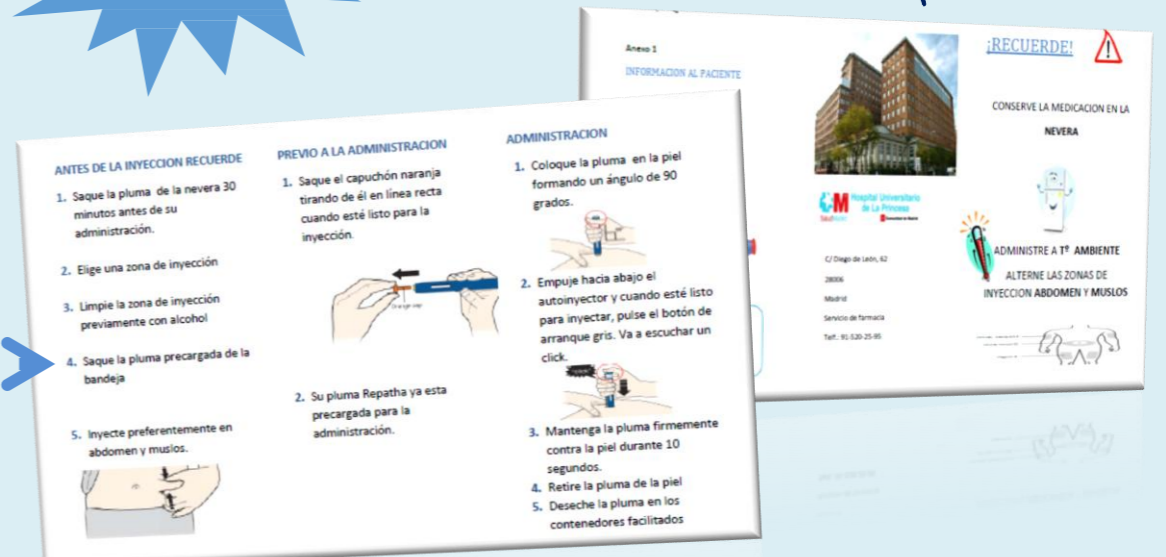 ANTES DE LA INYECCION RECUERDE
1. Saque la pluma de la nevera 30
minutos antes de su
administración.
2. Elige una zona de inyección
3. Limpie la zona de inyección
previamente con alcohol
4. Saque la pluma precargada de la
bandeja
5. Inyecte preferentemente en
abdomen y muslos.
PREVIO A LA ADMINISTRACION
1. Saque el capuchón naranja
tirando de él en línea recta
cuando esté listo para la
inyección.
Orange cap
2. Su pluma Repatha ya esta
precargada para la
administración.
ADMINISTRACION
1. Coloque la pluma en la piel
formando un ángulo de 90
grados.
2. Empuje hacia abajo el
autoinyector y cuando esté listo
para inyectar, pulse el botón de
arranque gris. Va a escuchar un
click.
3. Mantenga la pluma firmemente
contra la piel durante 10
segundos.
4. Retire la pluma de la piel
5. Deseche la pluma en los
contenedores facilitados
Anexo 1
INFORMACION AL PACIENTE
Hospital Universitario
de La Princesa
SaludMadrid
Comunidad de Madrid
C/ Diego de León, 62
28006
Madrid
Servicio de farmacia
Telf.: 91-520-25-95
¡RECUERDE!
CONSERVE LA MEDICACION EN LA
NEVERA
ADMINISTRE A Tº AMBIENTE
ALTERNE LAS ZONAS DE
INYECCION ABDOMEN Y MUSLOS